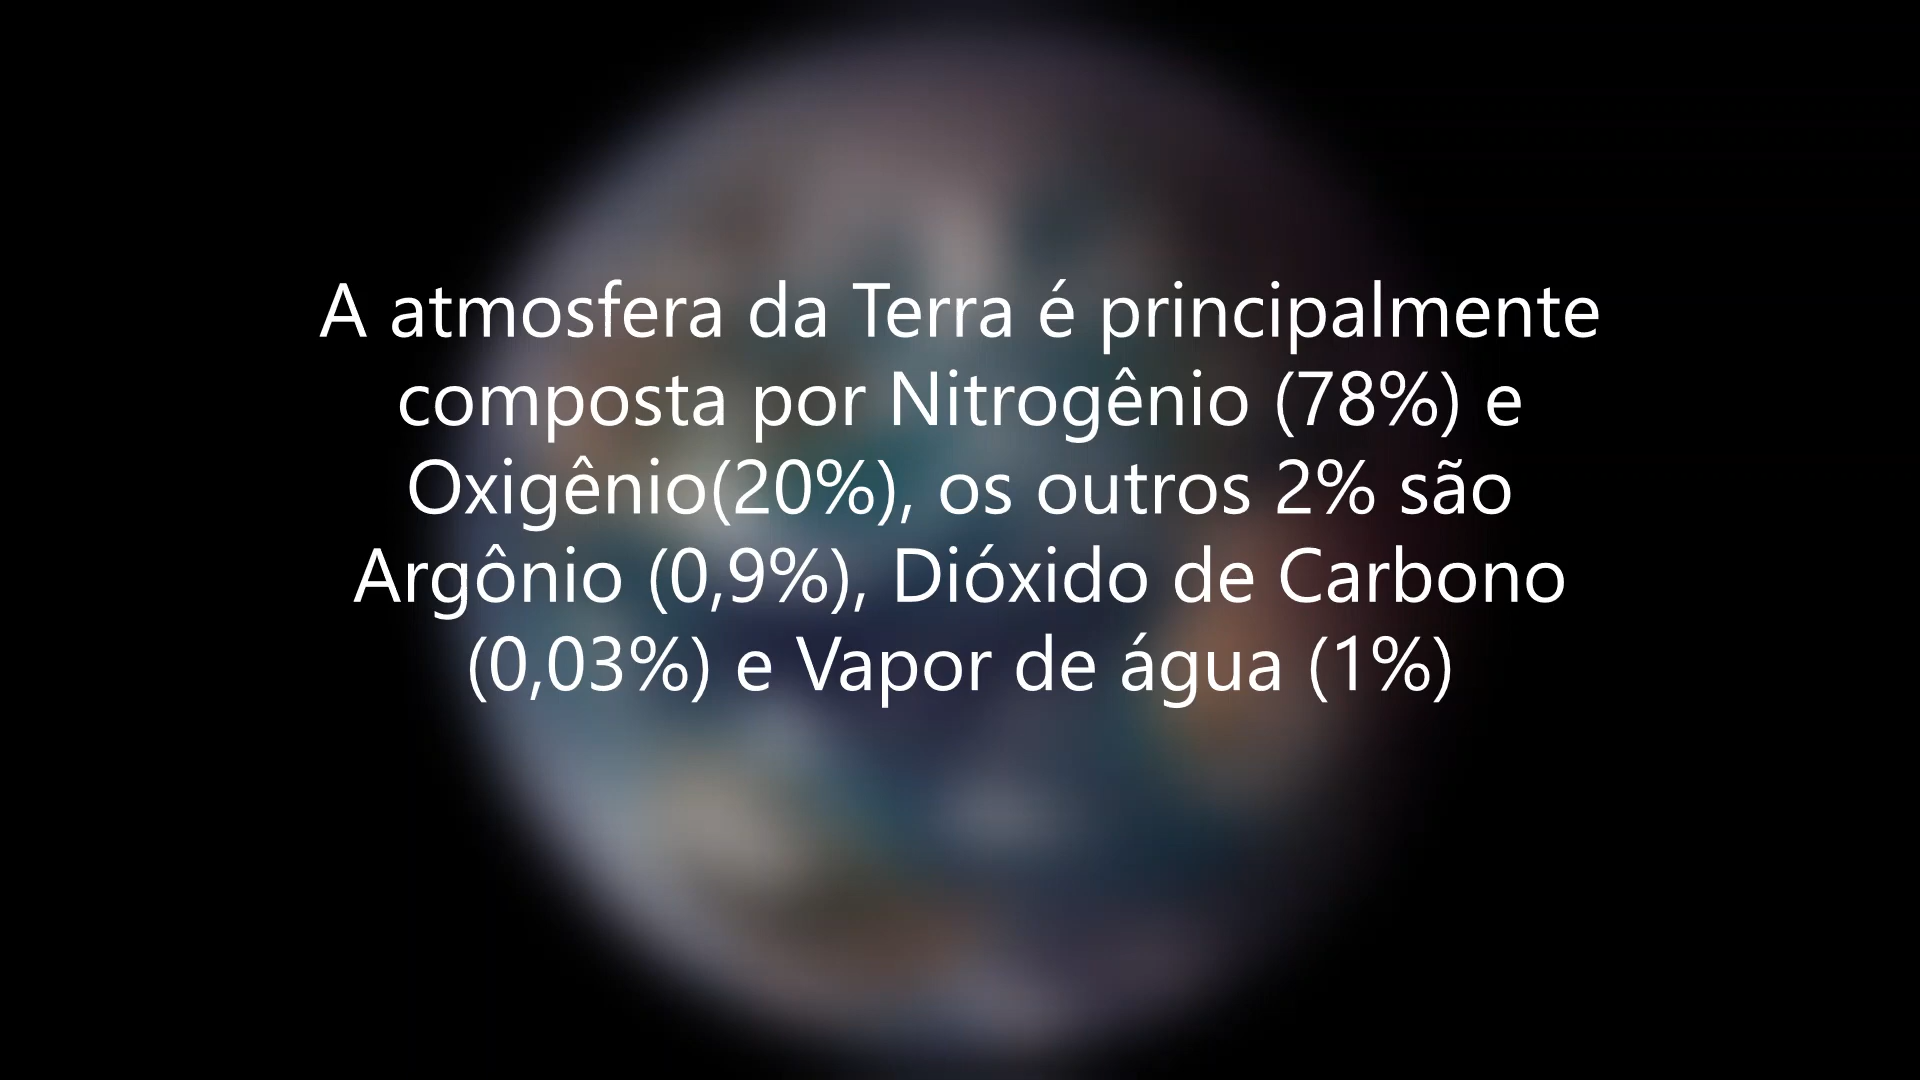 A atmosfera da Terra é principalmente
composta por Nitrogênio (78%) e
Oxigênio(20%), os outros 2% são
Argônio (0,9%), Dióxido de Carbono
(0,03%) e Vapor de água (1%)